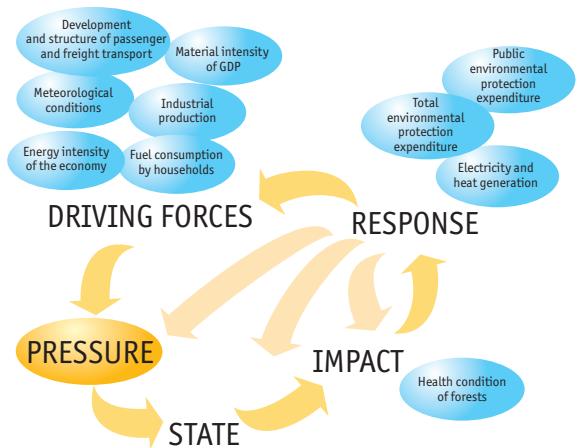 Development
and structure of passenger
and freight transport
Material intensity
of GDP
Meteorological
conditions
Industrial
production
Energy intensity
of the economy
Fuel consumption
by households
Public
environmental
protection
expenditure
Total
environmental
protection
expenditure
Electricity and
heat generation
DRIVING FORCES
RESPONSE
PRESSURE
IMPACT
Health condition
of forests
STATE